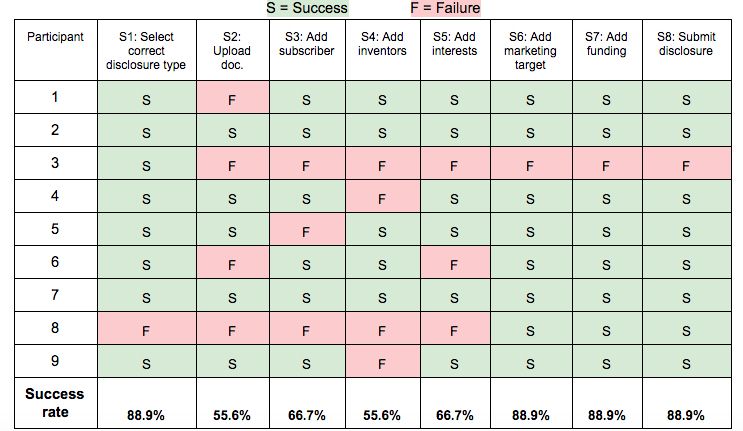 S = Success F = Failure
Participant S1: Select correct disclosure type S2: Upload doc. S3: Add subscriber S4: Add inventors S5: Add interests S6: Add marketing target S7: Add funding S8: Submit disclosure
1 S F S S S S S S
2 S S S S S S S S
3 S F F F F F F F
4 S S S F S S S S
5 S S F S S S S S
6 S F S S F S S S
7 S S S S S S S S
8 F F F F F S S S
9 S S S F S S S S
Success rate 88.9% 55.6% 66.7% 55.6% 66.7% 88.9% 88.9% 88.9%